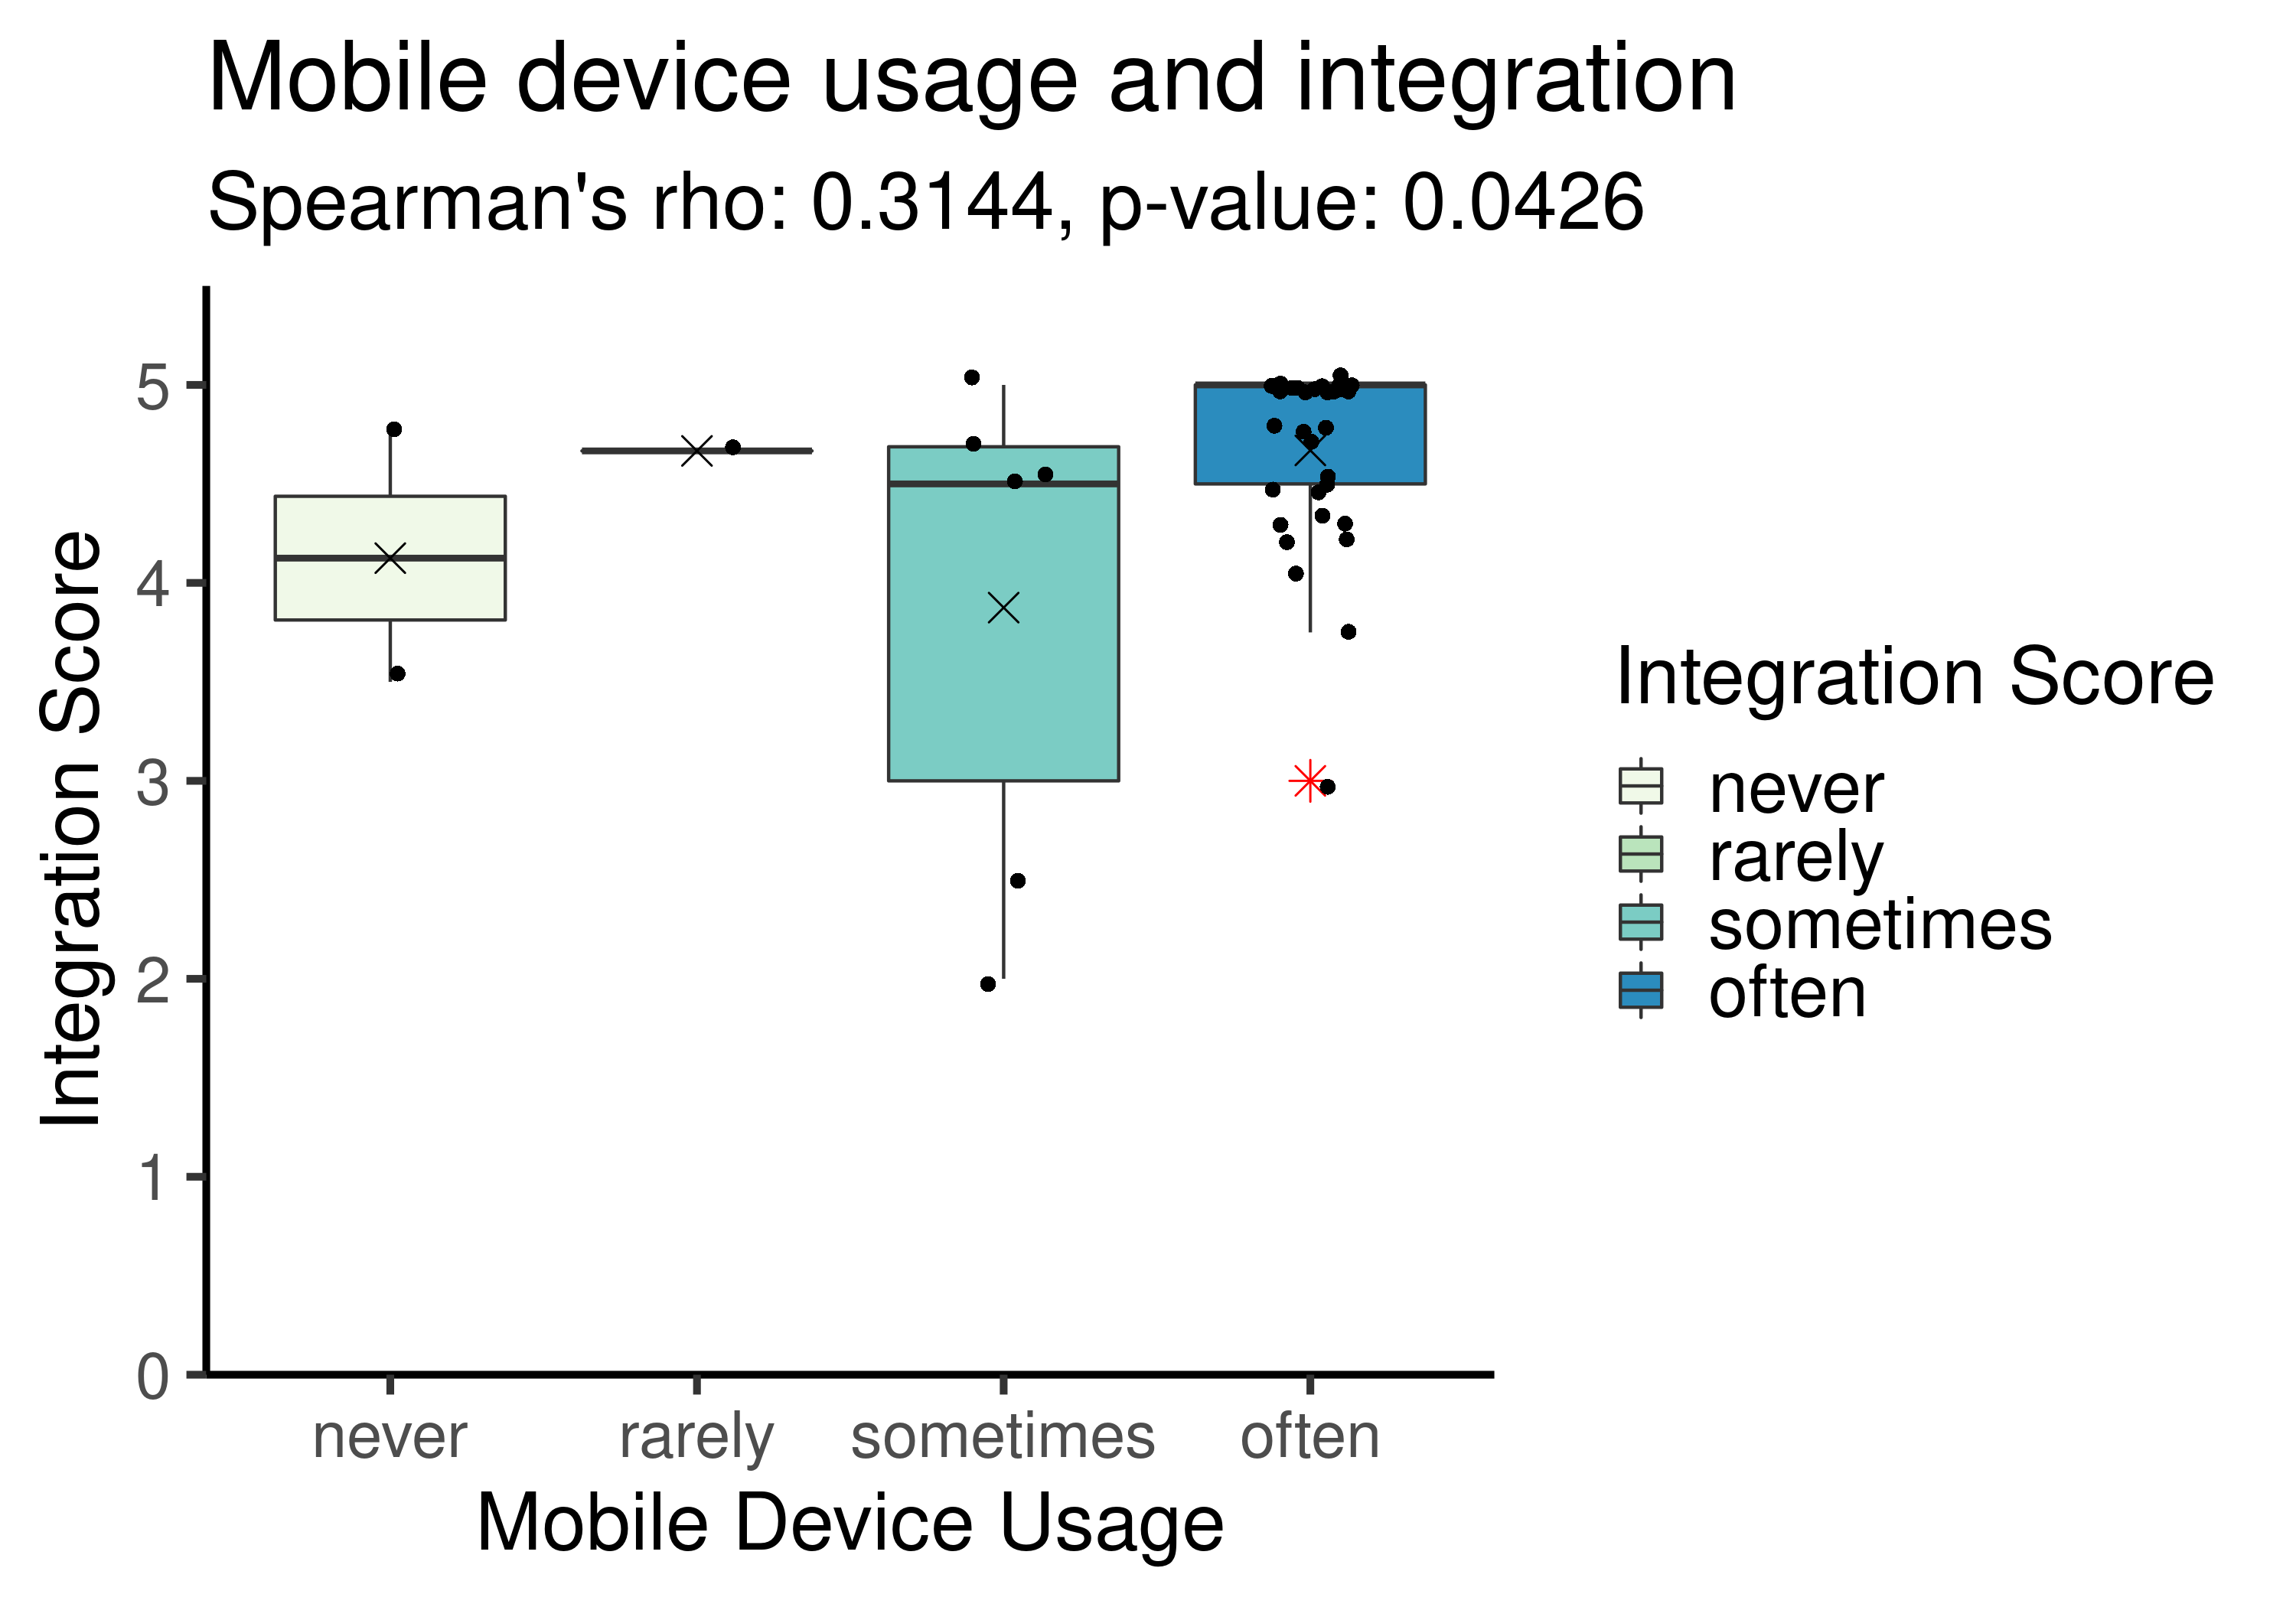 Mobile device usage and integration
Spearman's rho: 0.3144, p-value: 0.0426
Integration Score
5
4
3
2
1
0
never
rarely
sometimes
often
Mobile Device Usage
Integration Score
never
rarely
sometimes
often